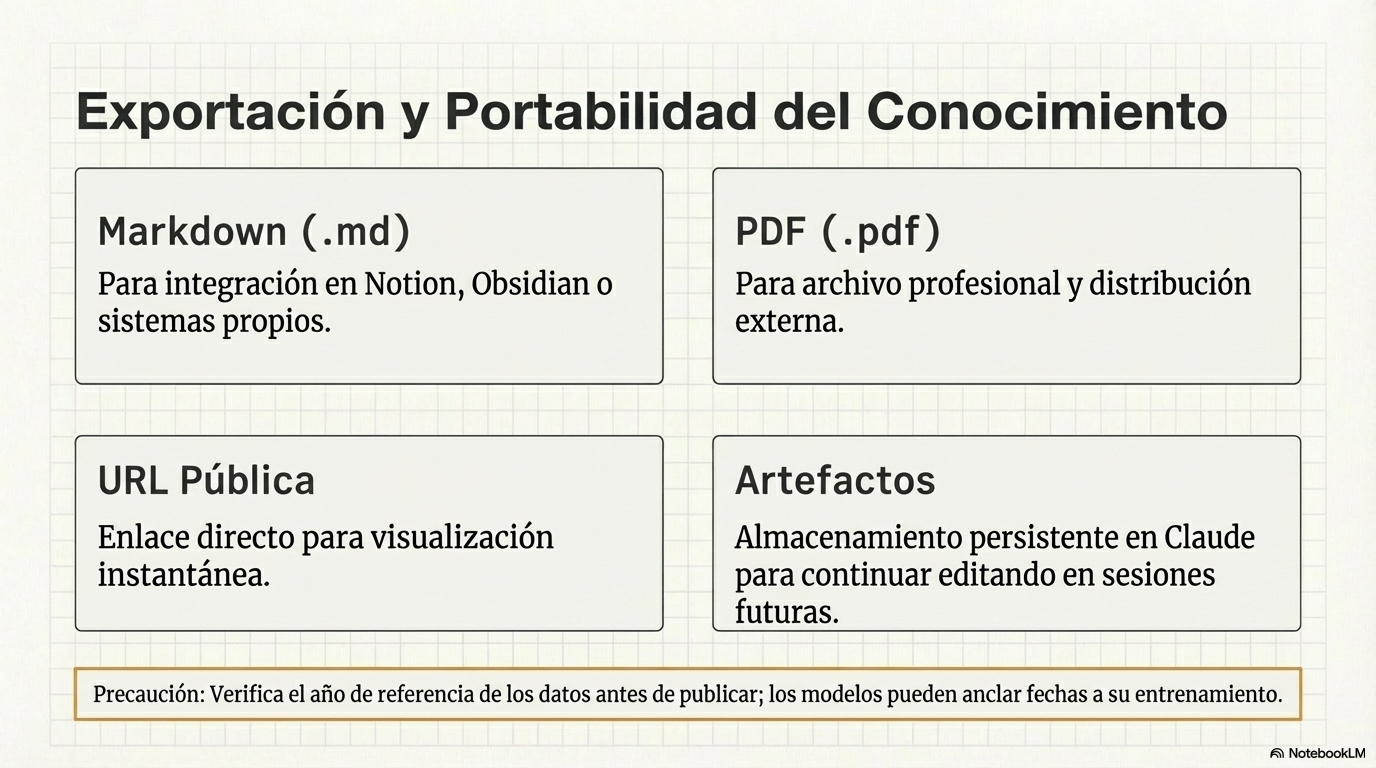 Exportación y Portabilidad del Conocimiento
Markdown (.md)
Para integración en Notion, Obsidian o
sistemas propios.
PDF (.pdf)
Para archivo profesional y distribución
externa.
URL Pública
Enlace directo para visualización
instantánea.
Artefactos
Almacenamiento persistente en Claude
para continuar editando en sesiones
futuras.
Precaución: Verifica el año de referencia de los datos antes de publicar; los modelos pueden anclar fechas a su entrenamiento.
NotebookLM